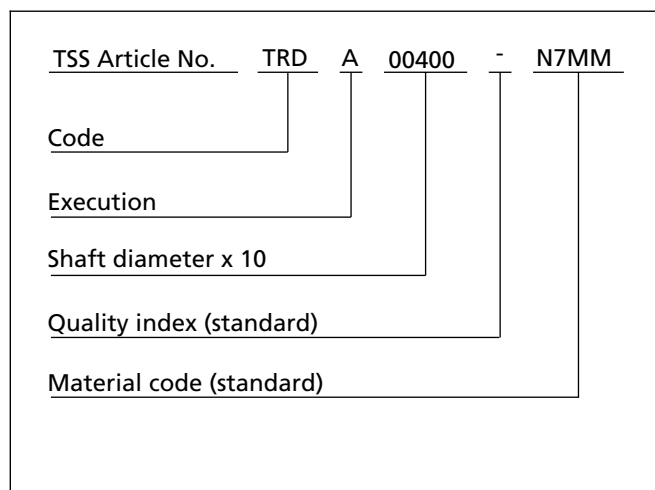 TSS Article No. TRD A 00400 - N7MM
Code
Execution
Shaft diameter x 10
Quality index (standard)
Material code (standard)